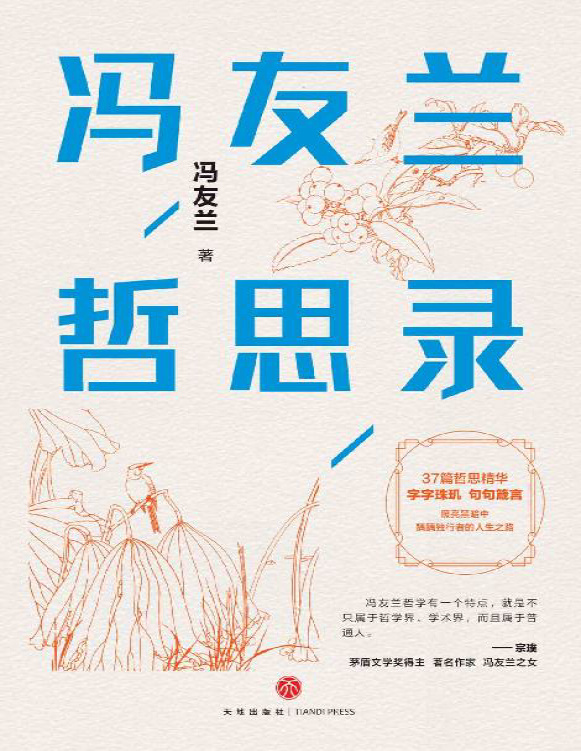 冯友兰
冯友兰 著
哲思录
37篇哲思精华
字字珠玑 句句箴言
照亮黑暗中
踽踽独行者的人生之路
冯友兰哲学有一个特点，就是不
只属于哲学界、学术界，而且属于普
通人。
——宗璞
茅盾文学奖得主 著名作家 冯友兰之女
天地出版社 | TIANDI PRESS